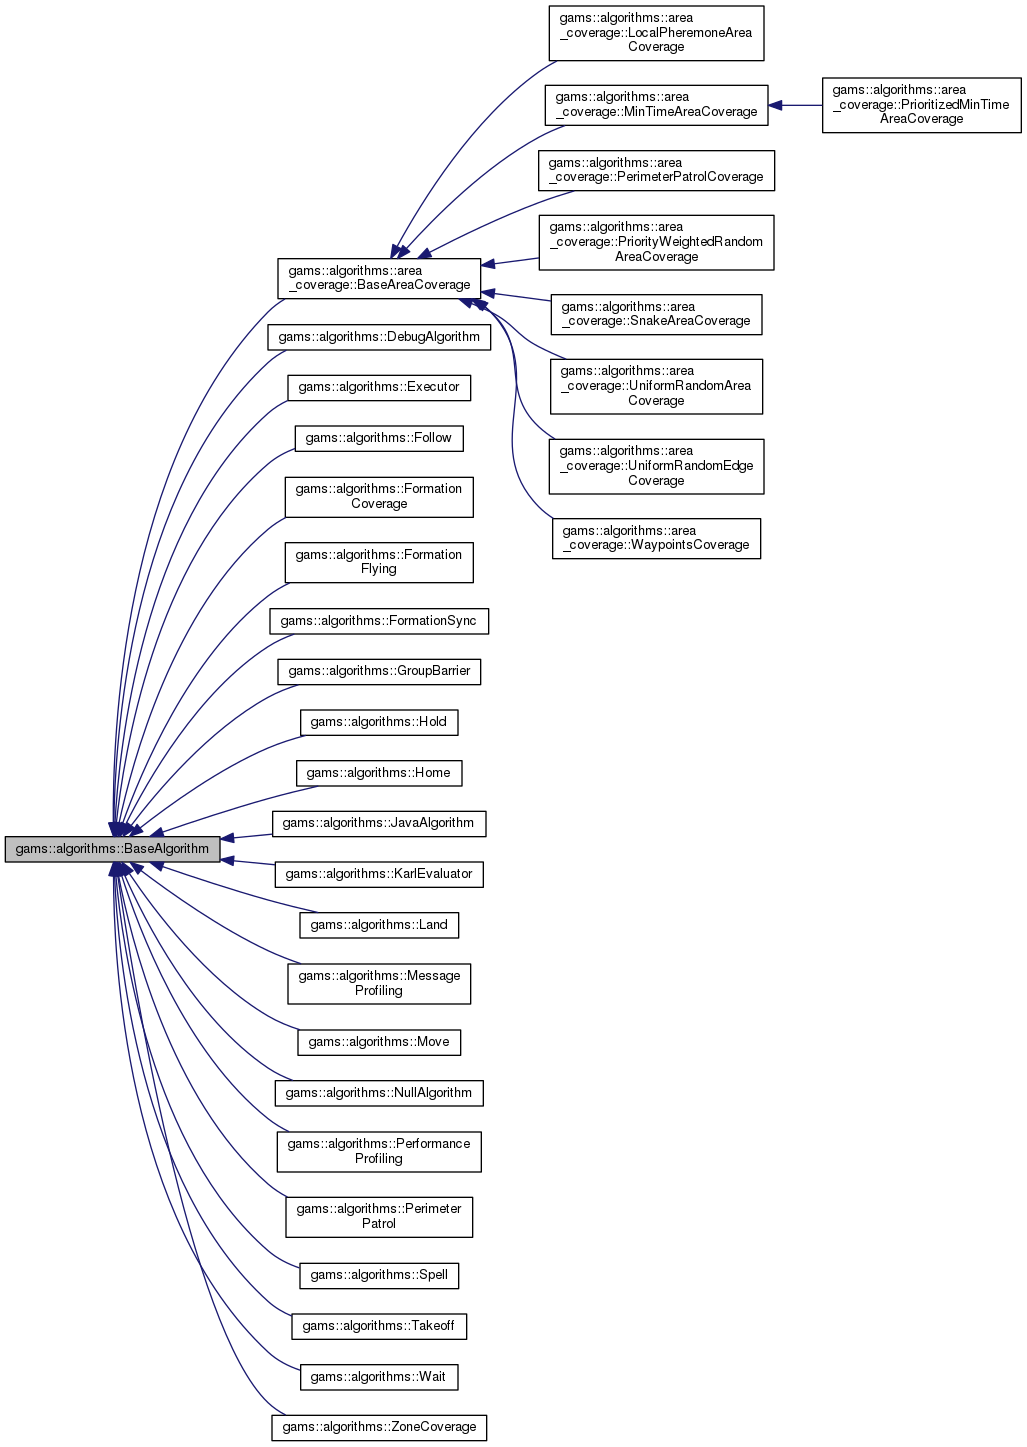 gams::algorithms::area
_coverage::LocalPheremoneArea
Coverage
gams::algorithms::area
_coverage::MinTimeAreaCoverage
gams::algorithms::area
_coverage::PrioritizedMinTime
AreaCoverage
gams::algorithms::area
_coverage::PerimeterPatrolCoverage
gams::algorithms::area
_coverage::PriorityWeightedRandom
AreaCoverage
gams::algorithms::area
_coverage::BaseAreaCoverage
gams::algorithms::area
_coverage::SnakeAreaCoverage
gams::algorithms::area
_coverage::UniformRandomArea
Coverage
gams::algorithms::area
_coverage::UniformRandomEdge
Coverage
gams::algorithms::area
_coverage::WaypointsCoverage
gams::algorithms::DebugAlgorithm
gams::algorithms::Executor
gams::algorithms::Follow
gams::algorithms::Formation
Coverage
gams::algorithms::Formation
Flying
gams::algorithms::FormationSync
gams::algorithms::GroupBarrier
gams::algorithms::Hold
gams::algorithms::Home
gams::algorithms::JavaAlgorithm
gams::algorithms::BaseAlgorithm
gams::algorithms::KarlEvaluator
gams::algorithms::Land
gams::algorithms::Message
Profiling
gams::algorithms::Move
gams::algorithms::NullAlgorithm
gams::algorithms::Performance
Profiling
gams::algorithms::Perimeter
Patrol
gams::algorithms::Spell
gams::algorithms::Takeoff
gams::algorithms::Wait
gams::algorithms::ZoneCoverage